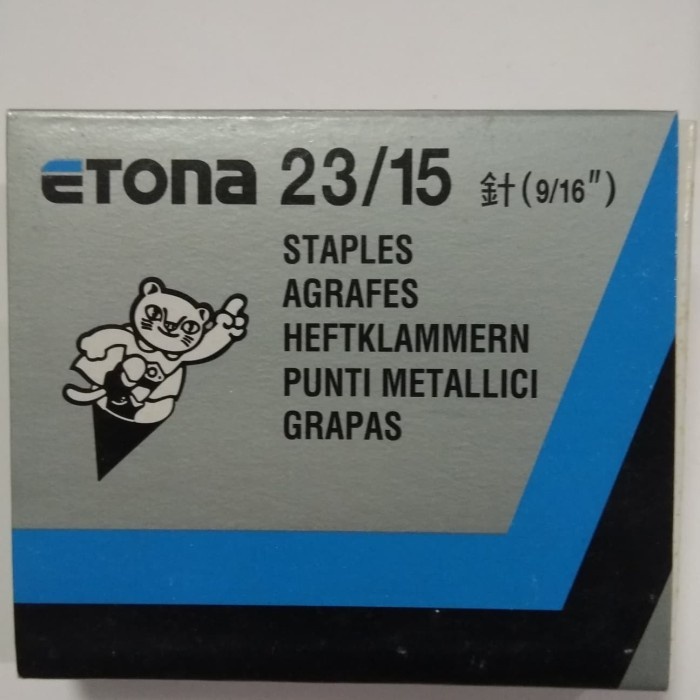 ETONA 23/15 針(9/16")
STAPLES
AGRAFES
HEFTKLAMMERN
PUNTI METALLICI
GRAPAS